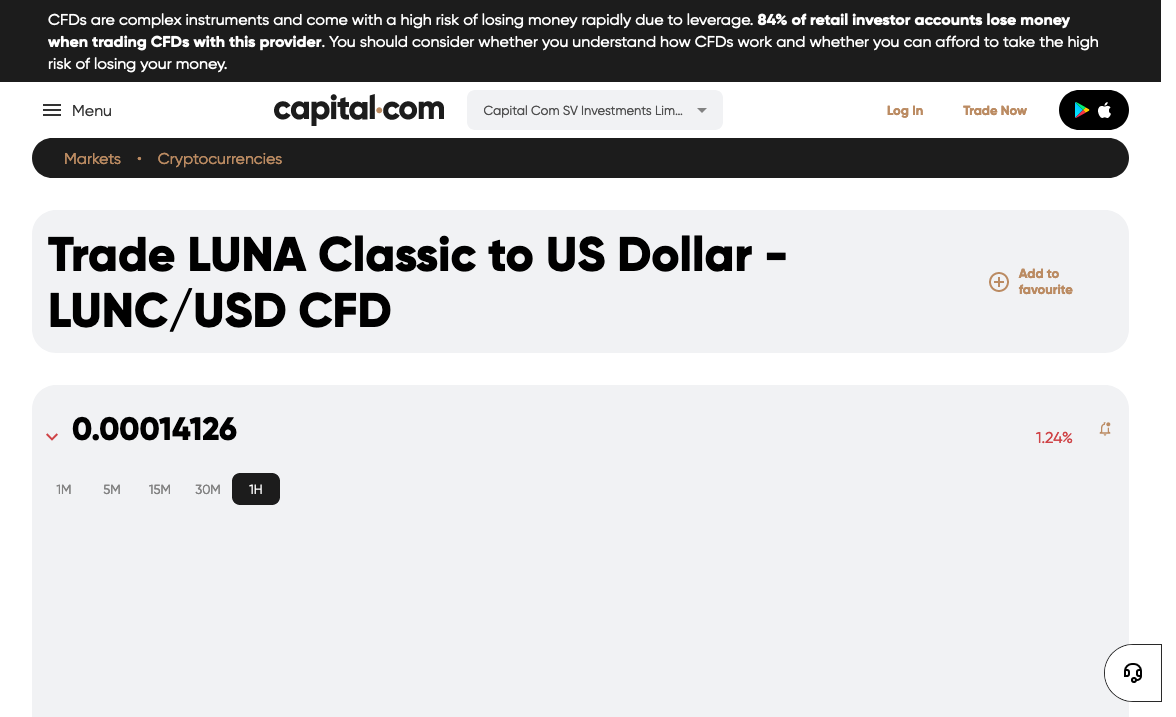 CFDs are complex instruments and come with a high risk of losing money rapidly due to leverage. 84% of retail investor accounts lose money
when trading CFDs with this provider. You should consider whether you understand how CFDs work and whether you can afford to take the high
risk of losing your money.
Menu
capital.com
Capital Com SV Investments Lim...
Log In
Trade Now
Markets • Cryptocurrencies
Trade LUNA Classic to US Dollar -
LUNC/USD CFD
Add to
favourite
0.00014126
1.24%
1M 5M 15M 30M 1H